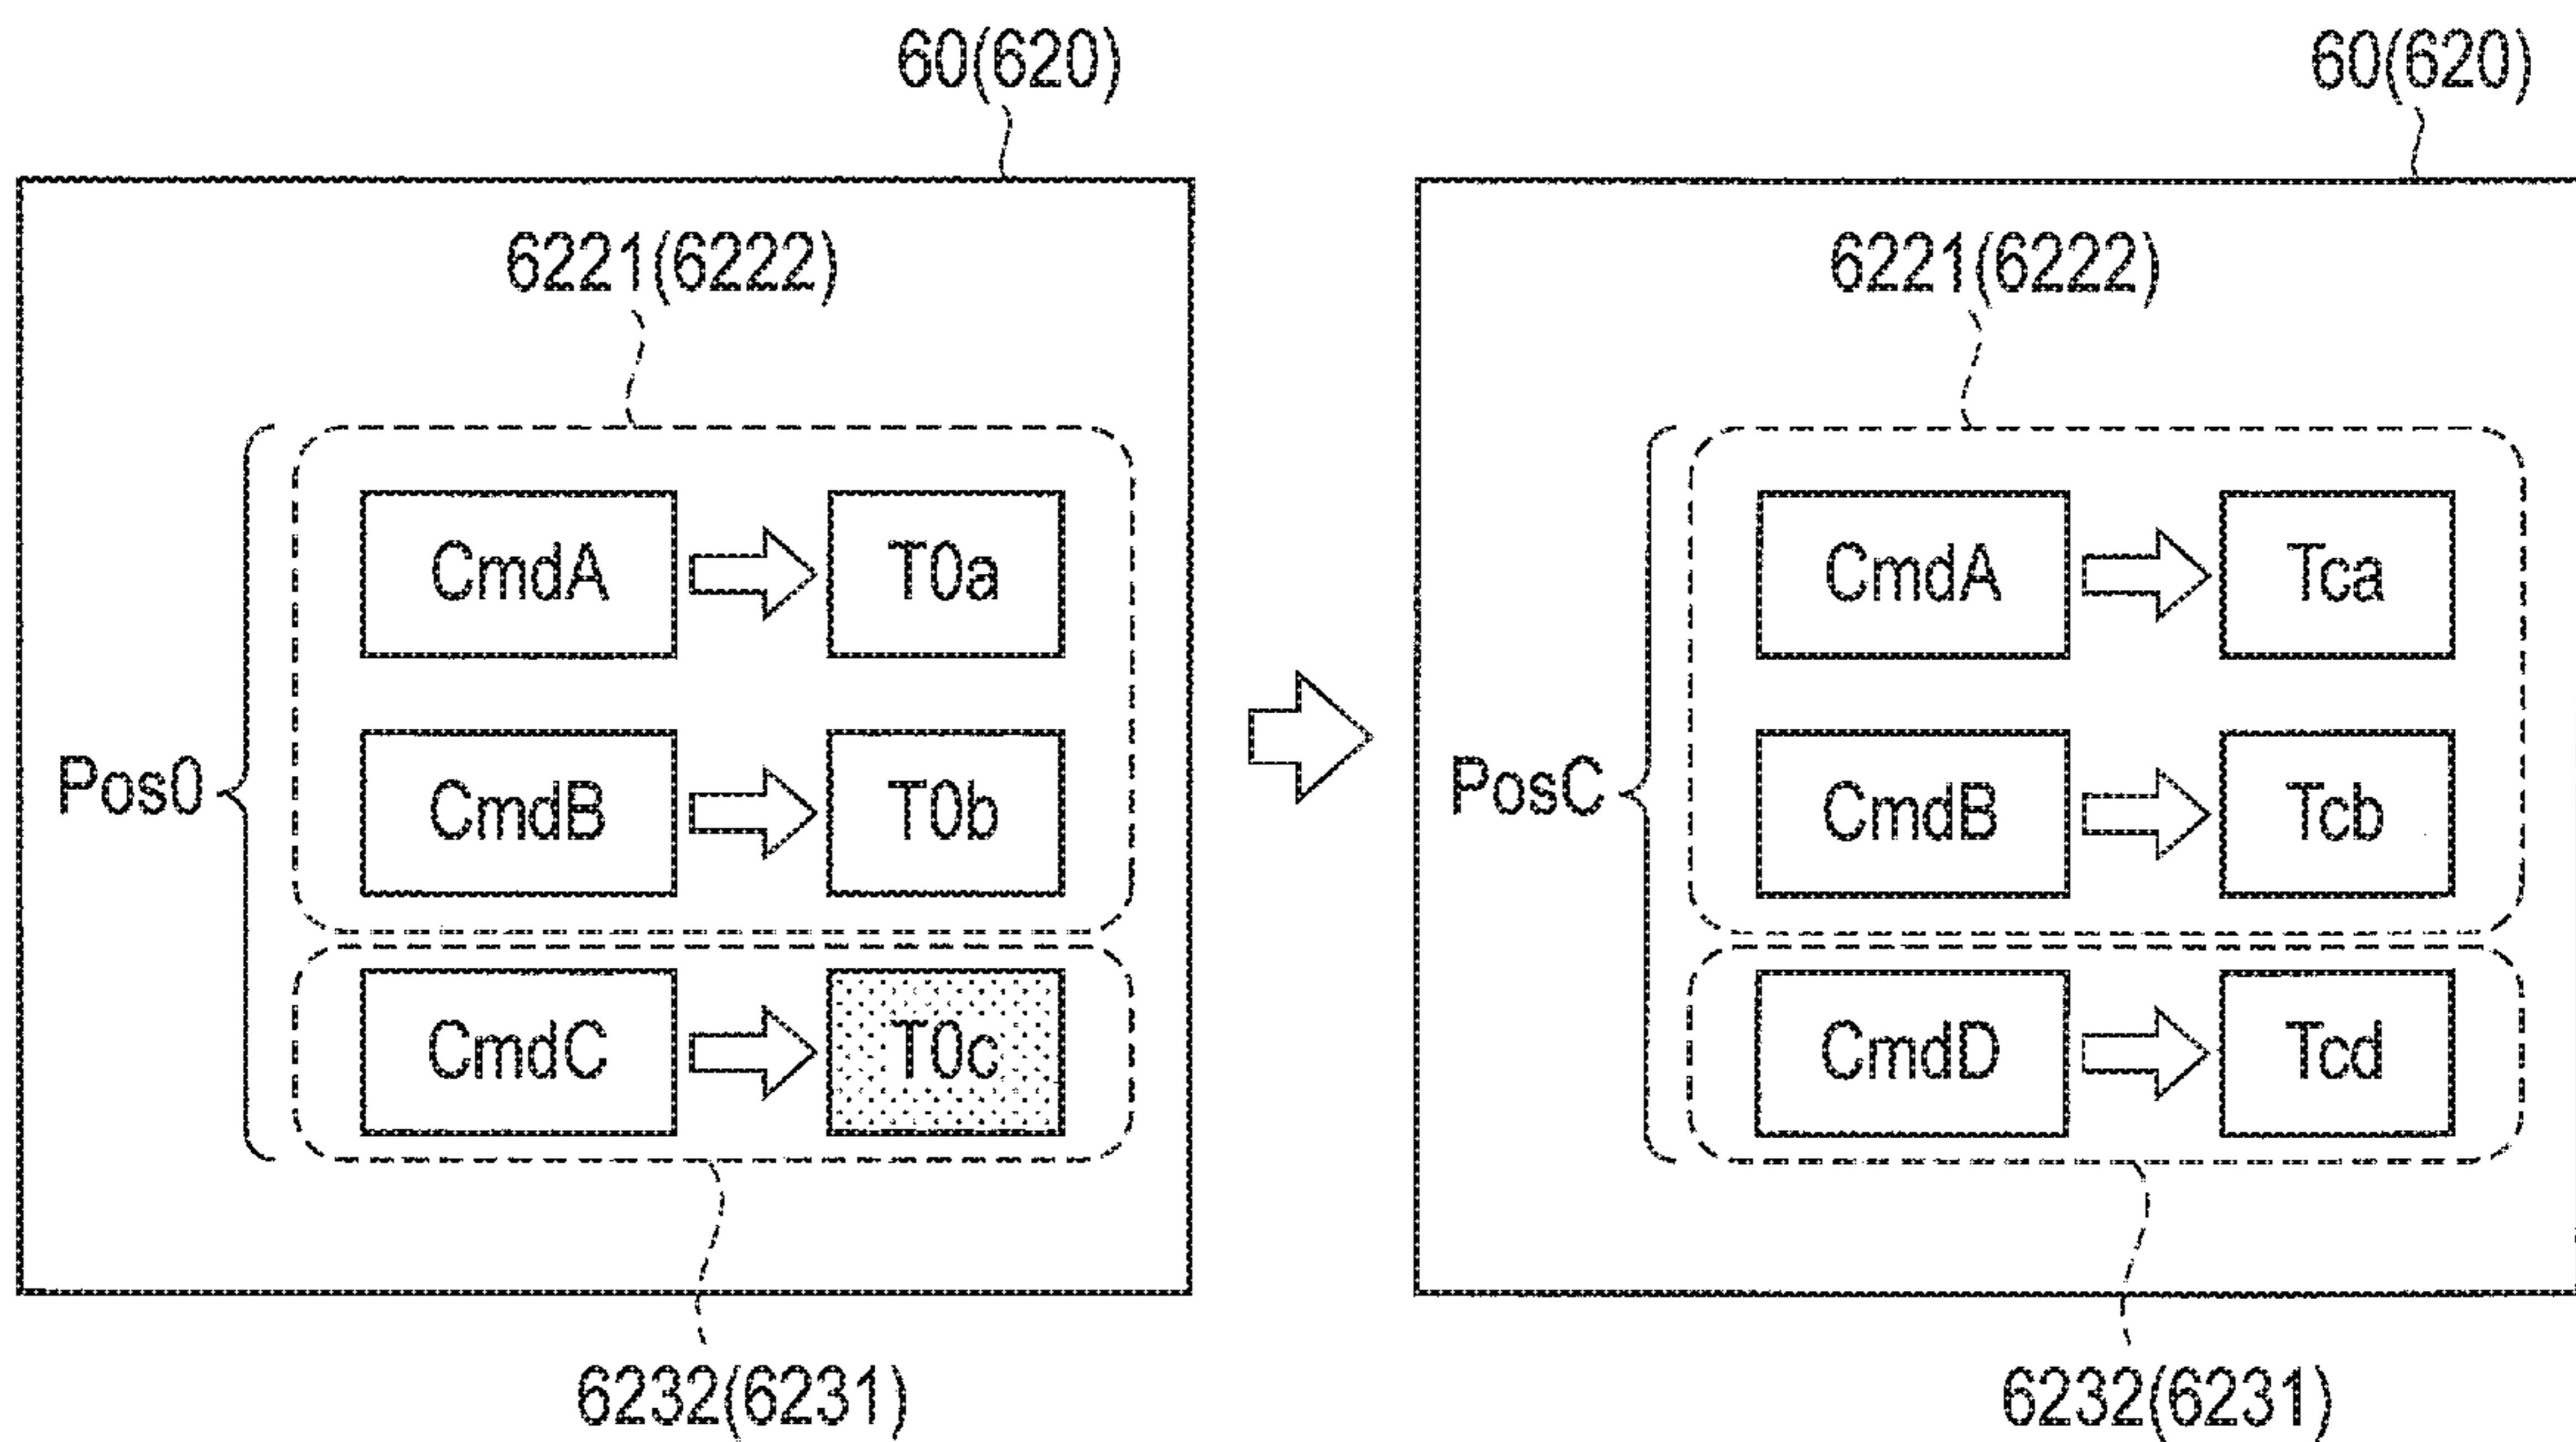 60(620)
6221(6222)
CmdA T0a
CmdB T0b
Pos0
CmdC T0c
6232(6231)
60(620)
6221(6222)
CmdA Tca
CmdB Tcb
PosC
CmdD Tcd
6232(6231)